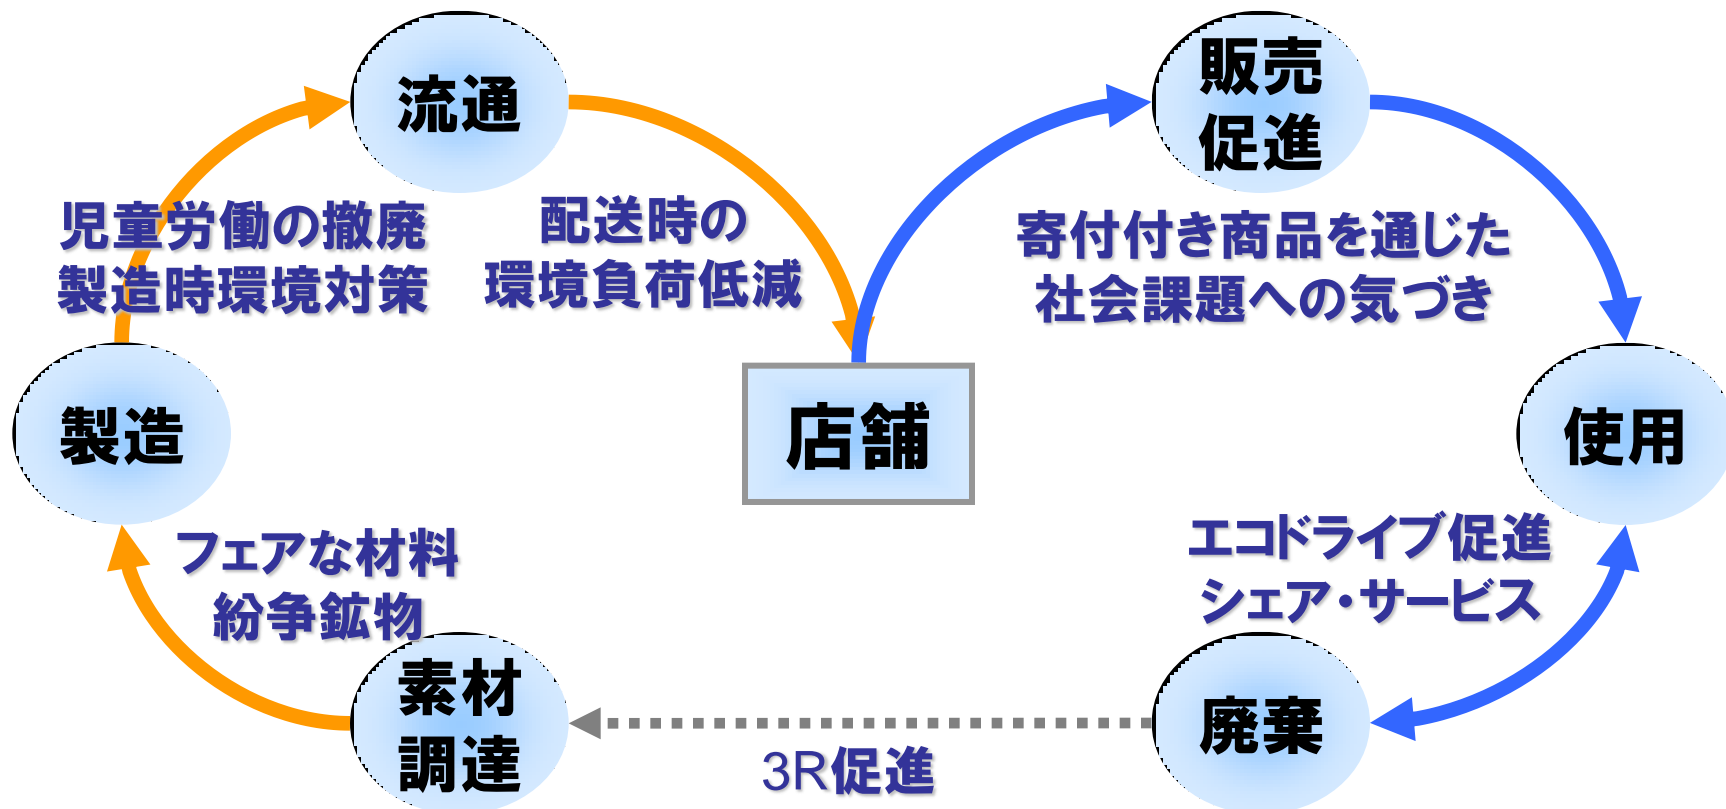 流通
販売
促進
児童労働の撤廃
製造時環境対策
配送時の
環境負荷低減
寄付付き商品を通じた
社会課題への気づき
製造
店舗
使用
フェアな材料
紛争鉱物
エコドライブ促進
シェア・サービス
素材
調達
廃棄
3R促進